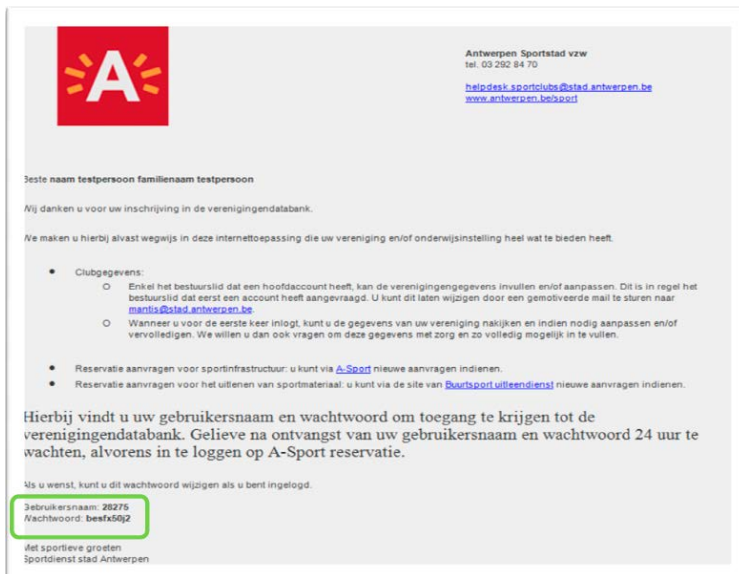 A
Antwerpen Sportstad vzw
tel. 03 292 84 70
helpdesk.sportclubs@stad.antwerpen.be
www.antwerpen.be/sport
Beste naam testpersoon familienaam testpersoon
Wij danken u voor uw inschrijving in de verenigingendatabank.
We maken u hierbij alvast wegwijs in deze internettoepassing die uw vereniging en/of onderwijsinstelling heel wat te bieden heeft.
Clubgegevens:
Enkel het bestuurslid dat een hoofdaccount heeft, kan de verenigingengegevens invullen en/of aanpassen. Dit is in regel het
bestuurslid dat eerst een account heeft aangevraagd. U kunt dit laten wijzigen door een gemotiveerde mail te sturen naar
mantis@stad.antwerpen.be.
Wanneer u voor de eerste keer inlogt, kunt u de gegevens van uw vereniging nakijken en indien nodig aanpassen en/of
vervolledigen. We willen u dan ook vragen om deze gegevens met zorg en zo volledig mogelijk in te vullen.
Reservatie aanvragen voor sportinfrastructuur: u kunt via A-Sport nieuwe aanvragen indienen.
Reservatie aanvragen voor het uitlenen van sportmateriaal: u kunt via de site van Buurtsport uitleendienst nieuwe aanvragen indienen.
Hierbij vindt u uw gebruikersnaam en wachtwoord om toegang te krijgen tot de
verenigingendatabank. Gelieve na ontvangst van uw gebruikersnaam en wachtwoord 24 uur te
wachten, alvorens in te loggen op A-Sport reservatie.
Als u wenst, kunt u dit wachtwoord wijzigen als u bent ingelogd.
Gebruikersnaam: 28275
Wachtwoord: besfx50j2
Met sportieve groeten
Sportdienst stad Antwerpen